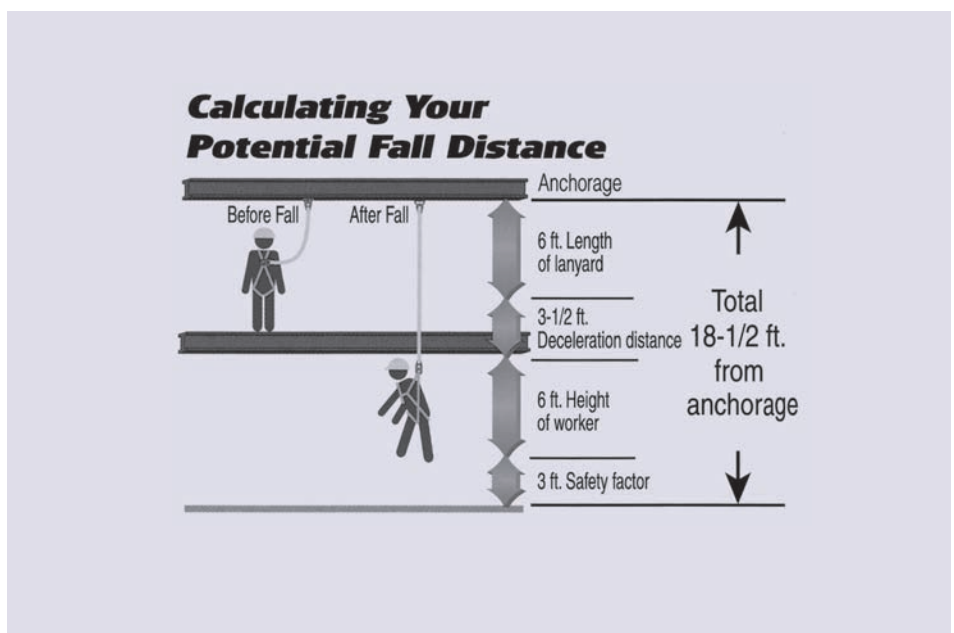 Calculating Your
Potential Fall Distance
Anchorage
Before Fall
After Fall
6 ft. Length
of lanyard
3-1/2 ft.
Deceleration distance
6 ft. Height
of worker
3 ft. Safety factor
Total
18-1/2 ft.
from
anchorage